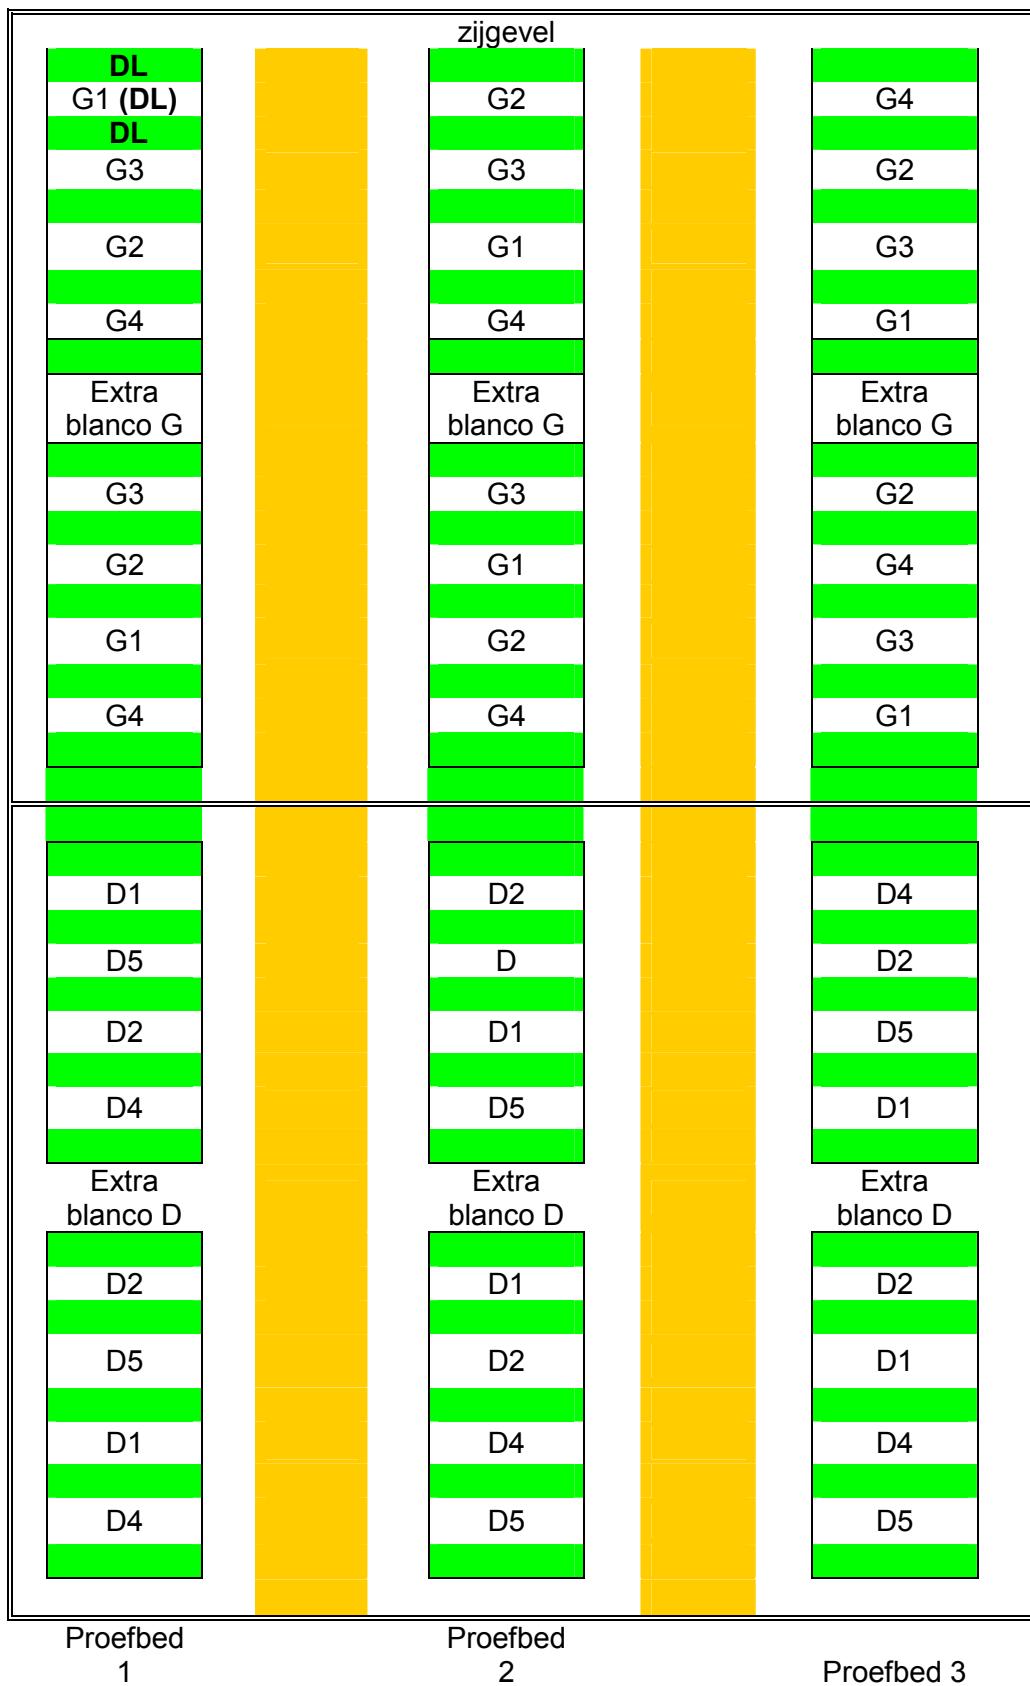 zijgevel
DL
G1 (DL) G2 G4
DL
G3 G3 G2
G2 G1 G3
G4 G4 G1
Extra Extra Extra
blanco G blanco G blanco G
G3 G3 G2
G2 G1 G4
G1 G2 G3
G4 G4 G1
D1 D2 D4
D5 D D2
D2 D1 D5
D4 D5 D1
Extra Extra Extra
blanco D blanco D blanco D
D2 D1 D2
D5 D2 D1
D1 D4 D4
D4 D5 D5
Proefbed Proefbed
1 2 Proefbed 3